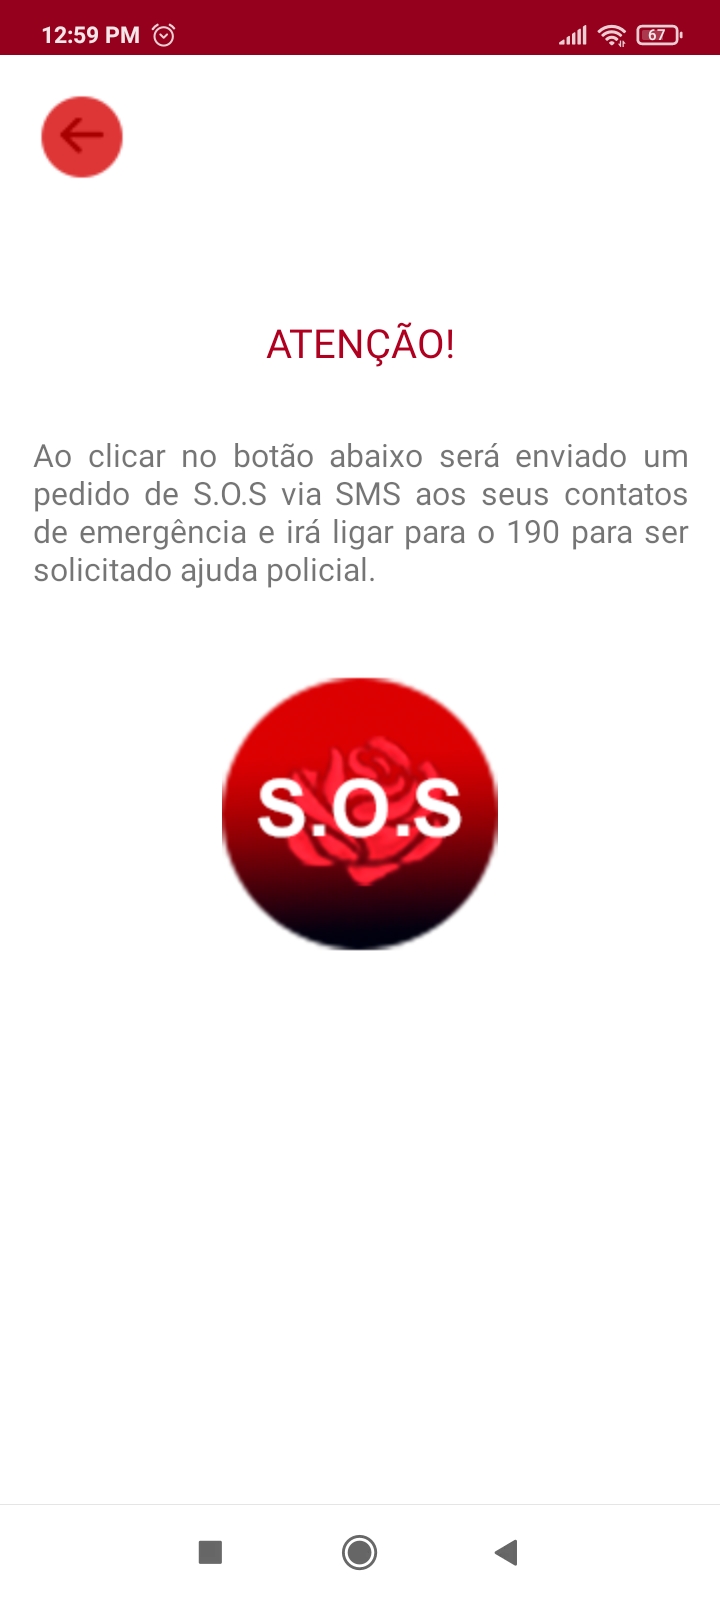 12:59 PM
67
ATENÇÃO!
Ao clicar no botão abaixo será enviado um
pedido de S.O.S via SMS aos seus contatos
de emergência e irá ligar para o 190 para ser
solicitado ajuda policial.
S.O.S